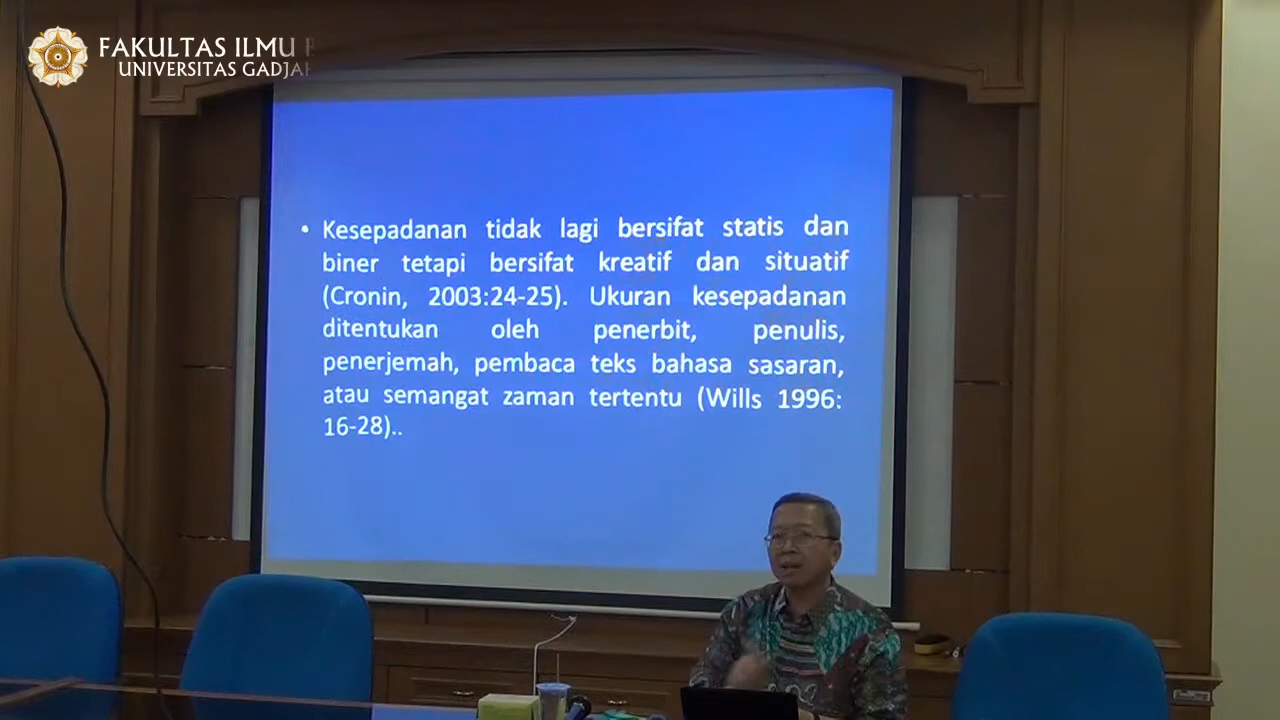 FAKULTAS ILMU
UNIVERSITAS GADJAH
• Kesepadanan tidak lagi bersifat statis dan
biner tetapi bersifat kreatif dan situatif
(Cronin, 2003:24-25). Ukuran kesepadanan
ditentukan oleh penerbit, penulis,
penerjemah, pembaca teks bahasa sasaran,
atau semangat zaman tertentu (Wills 1996:
16-28)..